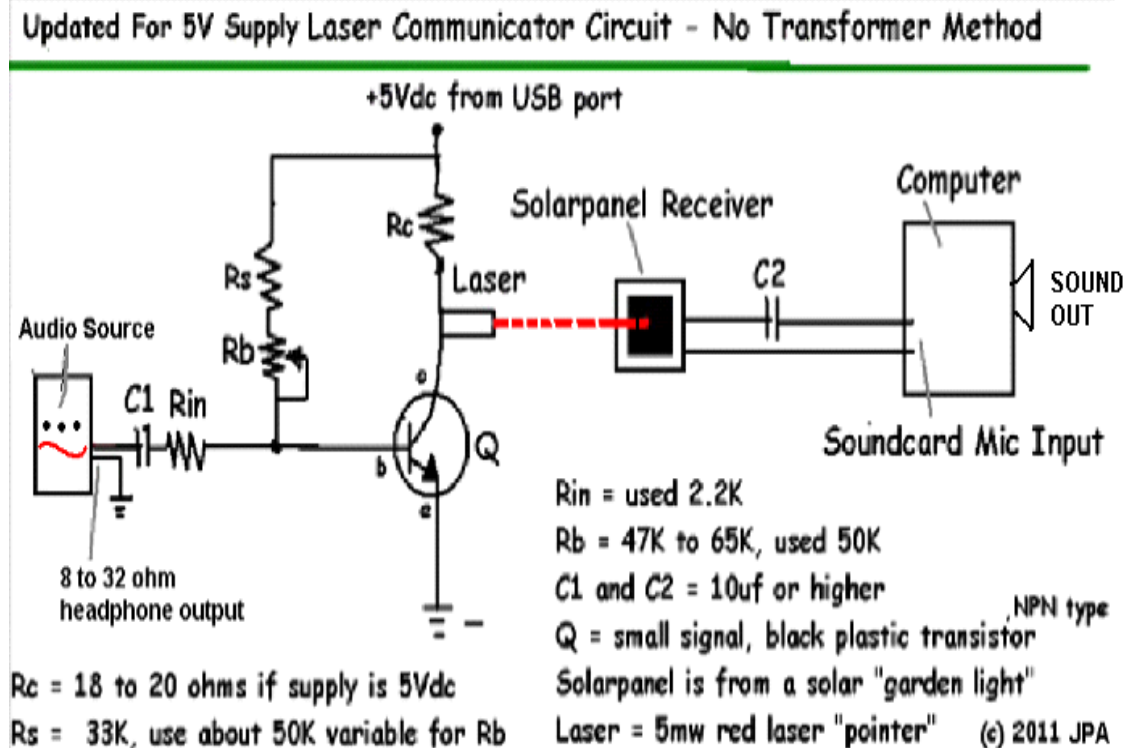 Updated For 5V Supply Laser Communicator Circuit - No Transformer Method
+5Vdc from USB port
Rc
Solarpanel Receiver
Computer
Rs
Laser
C2
SOUND
OUT
Audio Source
Rb
C1
Rin
c
Q
b
e
Soundcard Mic Input
8 to 32 ohm
headphone output
Rin = used 2.2K
Rb = 47K to 65K, used 50K
C1 and C2 = 10uf or higher
, NPN type
Q = small signal, black plastic transistor
Solarpanel is from a solar "garden light"
Laser = 5mw red laser "pointer"
Rc = 18 to 20 ohms if supply is 5Vdc
Rs = 33K, use about 50K variable for Rb
(c) 2011 JPA